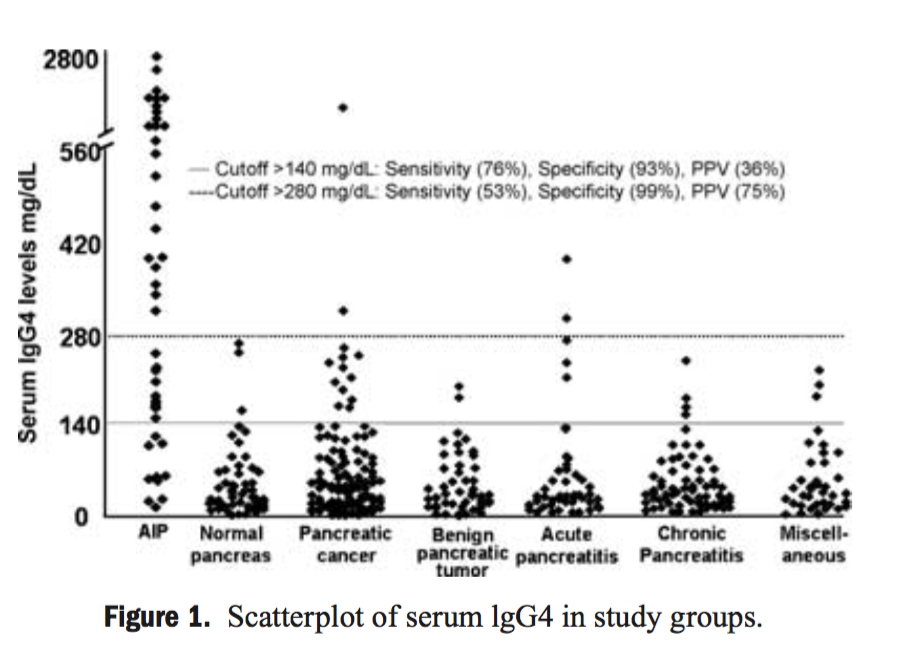 2800
560
— Cutoff >140 mg/dL: Sensitivity (76%), Specificity (93%), PPV (36%)
----Cutoff >280 mg/dL: Sensitivity (53%), Specificity (99%), PPV (75%)
Serum IgG4 levels mg/dL
420
280
140
0
AIP
Normal
pancreas
Pancreatic
cancer
Benign
pancreatic
tumor
Acute
pancreatitis
Chronic
Pancreatitis
Miscell-
aneous
Figure 1. Scatterplot of serum IgG4 in study groups.